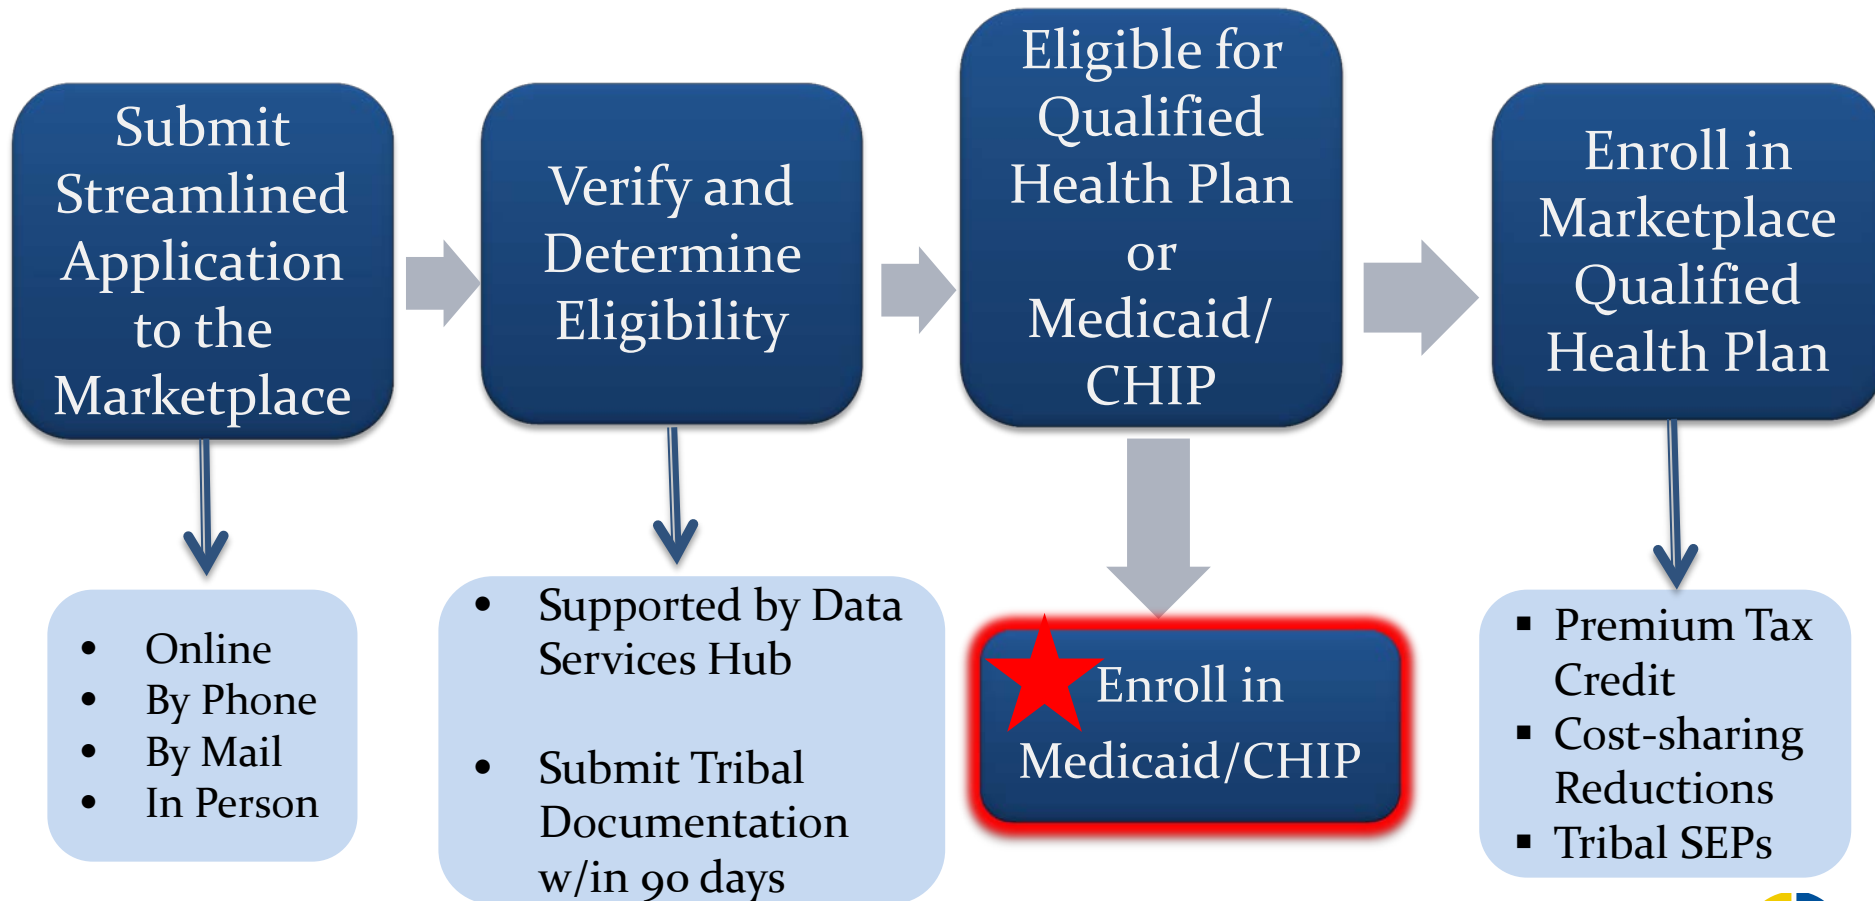 Submit
Streamlined
Application
to the
Marketplace
Verify and
Determine
Eligibility
Eligible for
Qualified
Health Plan
or
Medicaid/
CHIP
Enroll in
Marketplace
Qualified
Health Plan
• Online
• By Phone
• By Mail
• In Person
• Supported by Data
Services Hub
• Submit Tribal
Documentation
w/in 90 days
Enroll in
Medicaid/CHIP
▪ Premium Tax
Credit
▪ Cost-sharing
Reductions
▪ Tribal SEPs